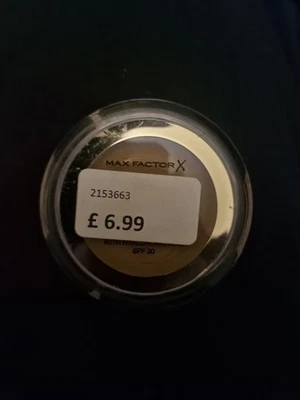 MAX FACTOR X
2153663
£ 6.99
SPF 30